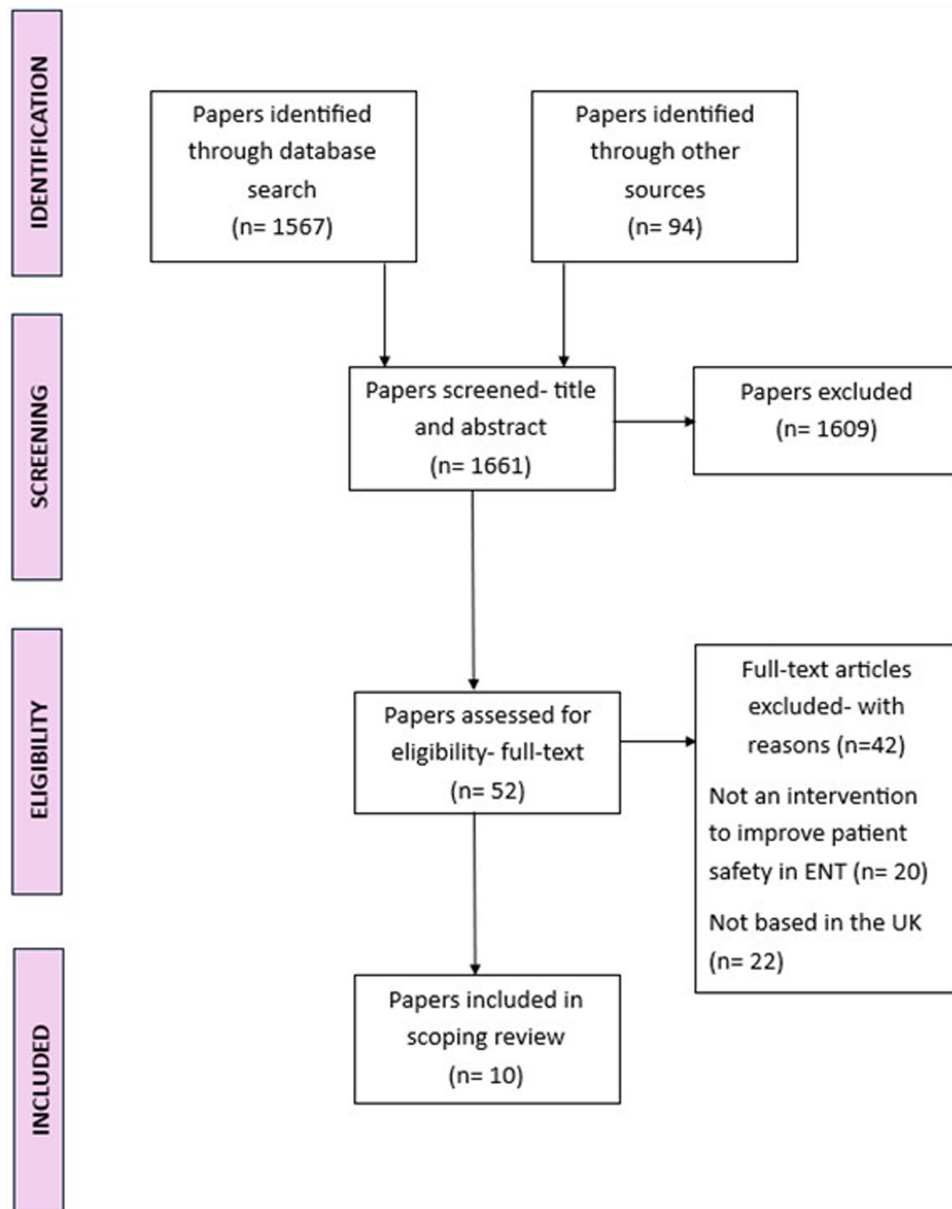 IDENTIFICATION
Papers identified
through database
search
(n= 1567)
Papers identified
through other
sources
(n= 94)
SCREENING
Papers screened- title
and abstract
(n= 1661)
Papers excluded
(n= 1609)
ELIGIBILITY
Papers assessed for
eligibility- full-text
(n= 52)
Full-text articles
excluded- with
reasons (n=42)
Not an intervention
to improve patient
safety in ENT (n= 20)
Not based in the UK
(n= 22)
INCLUDED
Papers included in
scoping review
(n= 10)